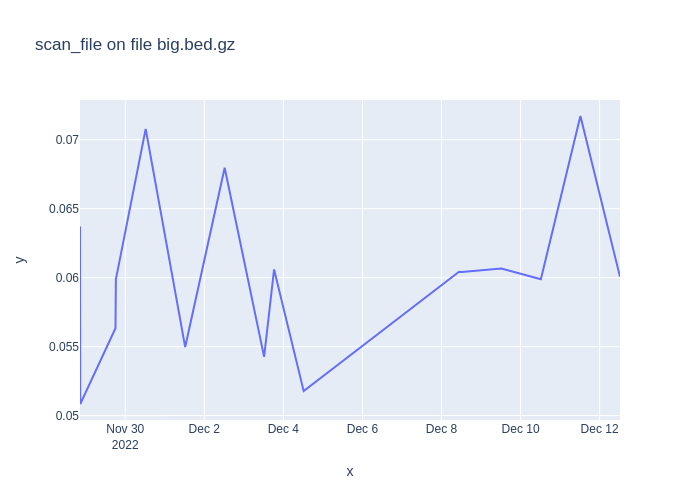 scan_file on file big.bed.gz
y
0.07
0.065
0.06
0.055
0.05
Nov 30
2022
Dec 2
Dec 4
Dec 6
Dec 8
Dec 10
Dec 12
x